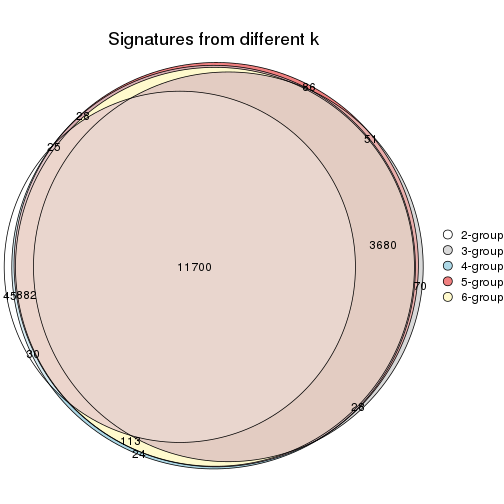 Signatures from different k
86
28
51
25
3680
11700
70
30
28
113
24
2-group
3-group
4-group
5-group
6-group